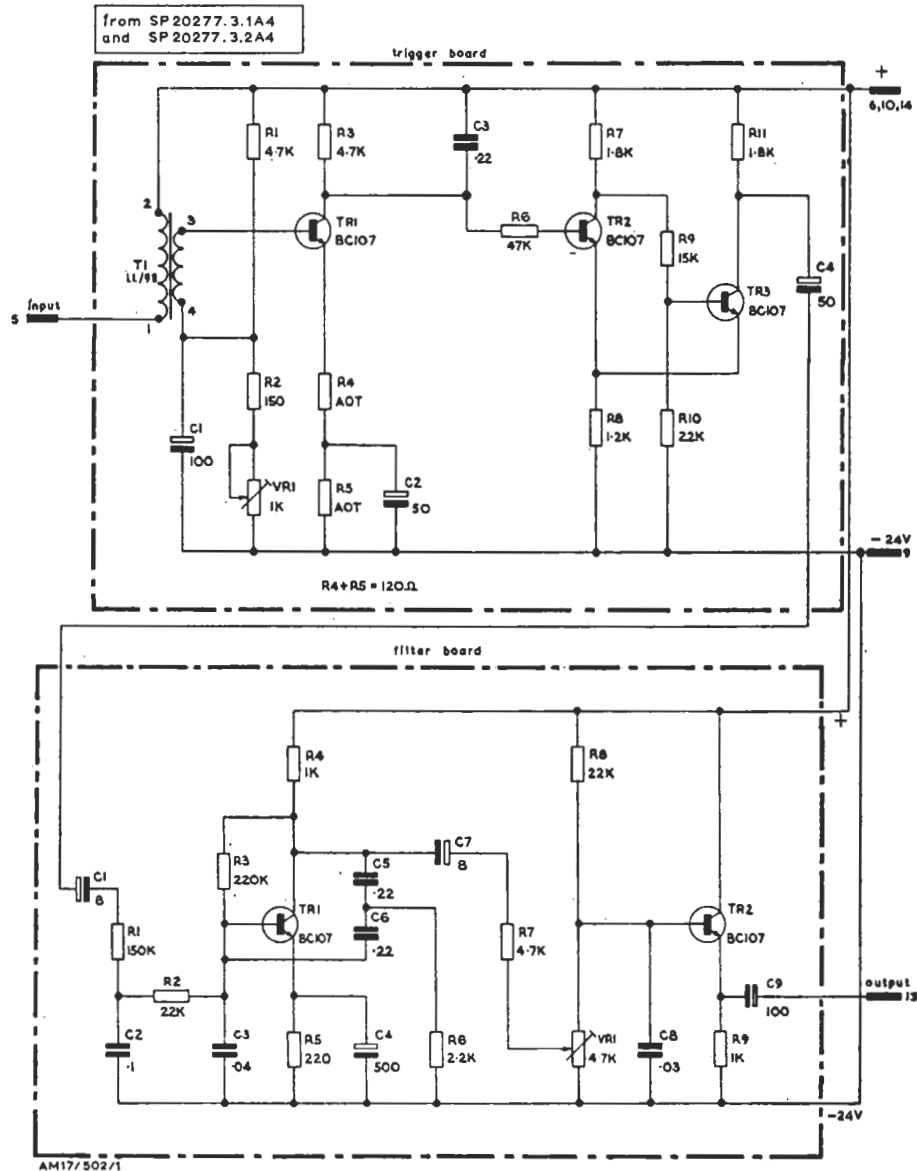 from SP20277.3.1A4
and SP20277.3.2A4
trigger board
+
6,10,14
R1
4.7K
R3
4.7K
C3
.22
R7
1.8K
R11
1.8K
2
3
T1
LL/98
4
1
5 input
TR1
BC107
R6
47K
TR2
BC107
R9
15K
TR3
BC107
C4
50
R2
150
R4
AOT
C1
100
VR1
1K
R5
AOT
C2
50
R8
1.2K
R10
22K
-24V
9
R4+R5 = 120Ω
filter board
+
R4
1K
R8
22K
R3
220K
C5
.22
C7
8
C1
8
TR1
BC107
C6
.22
TR2
BC107
R1
150K
R7
4.7K
R2
22K
C9
100
output
13
C2
.1
C3
.04
R5
220
C4
500
R6
2.2K
VR1
4.7K
C8
.03
R9
1K
-24V
AM17/502/1